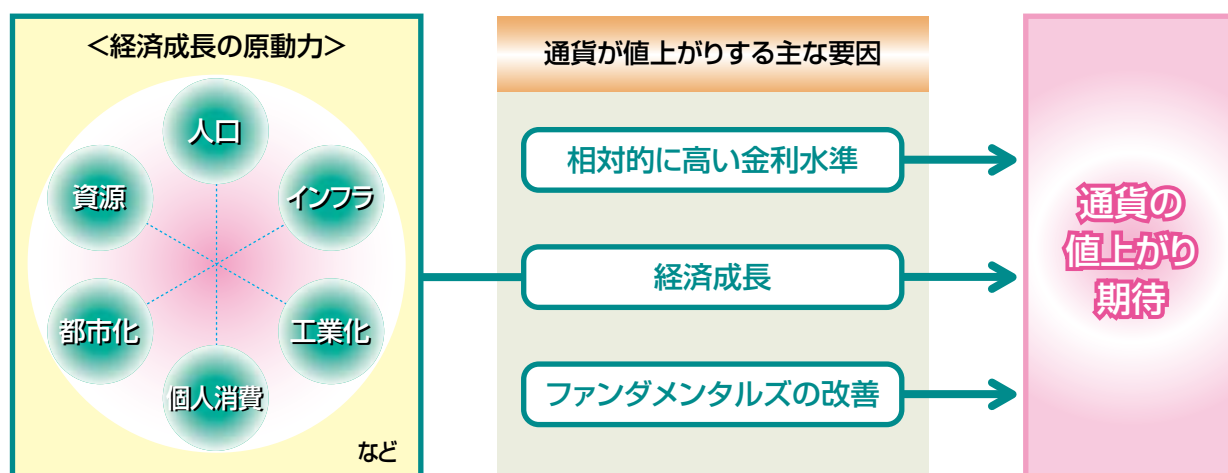 ＜経済成長の原動力＞
人口
資源
インフラ
都市化
工業化
個人消費
など
通貨が値上がりする主な要因
相対的に高い金利水準
経済成長
ファンダメンタルズの改善
通貨の
値上がり
期待